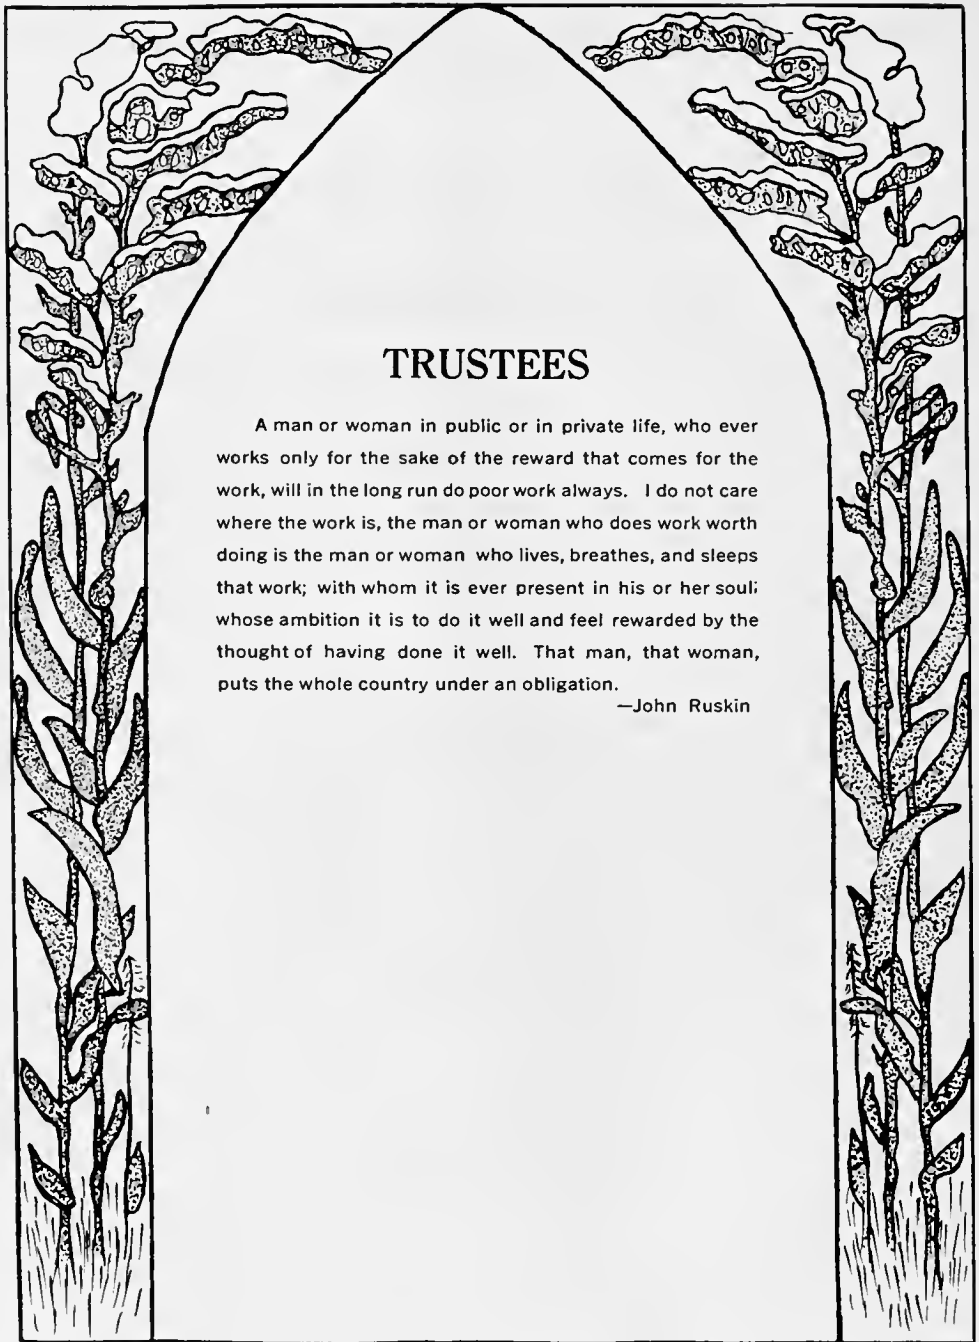 TRUSTEES
A man or woman in public or in private life, who ever
works only for the sake of the reward that comes for the
work, will in the long run do poor work always. I do not care
where the work is, the man or woman who does work worth
doing is the man or woman who lives, breathes, and sleeps
that work; with whom it is ever present in his or her soul;
whose ambition it is to do it well and feel rewarded by the
thought of having done it well. That man, that woman,
puts the whole country under an obligation.
—John Ruskin